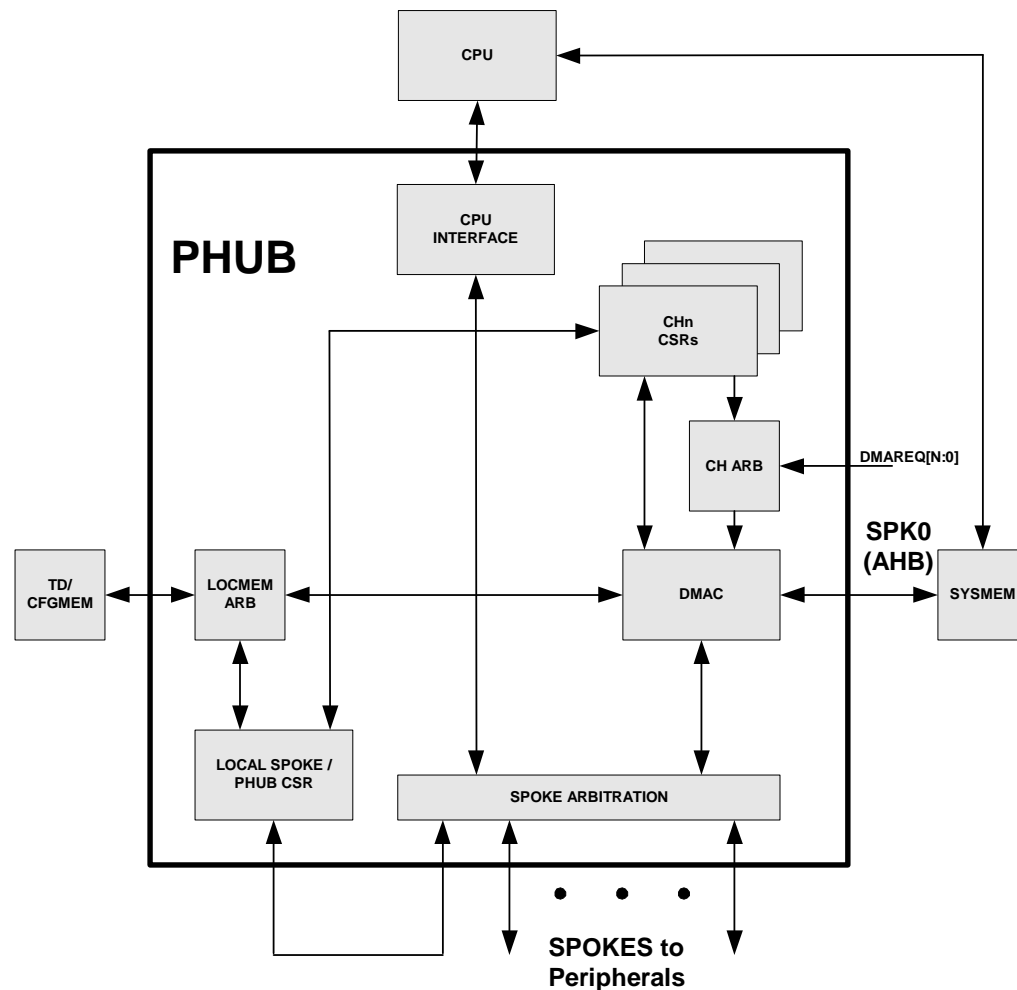 CPU
CPU
INTERFACE
PHUB
CHn
CSRs
CH ARB
DMAREQ[N:0]
SPK0
(AHB)
TD/
CFGMEM
LOCMEM
ARB
DMAC
SYSMEM
LOCAL SPOKE /
PHUB CSR
SPOKE ARBITRATION
SPOKES to
Peripherals